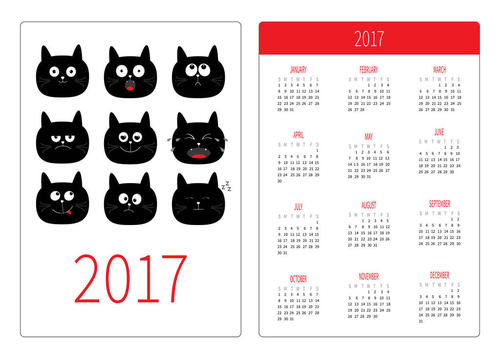 z
z
z
2017
2017
JANUARY
S M T W T F S
1 2 3 4 5 6 7
8 9 10 11 12 13 14
15 16 17 18 19 20 21
22 23 24 25 26 27 28
29 30 31
FEBRUARY
S M T W T F S
1 2 3 4
5 6 7 8 9 10 11
12 13 14 15 16 17 18
19 20 21 22 23 24 25
26 27 28
MARCH
S M T W T F S
1 2 3 4
5 6 7 8 9 10 11
12 13 14 15 16 17 18
19 20 21 22 23 24 25
26 27 28 29 30 31
APRIL
S M T W T F S
1
2 3 4 5 6 7 8
9 10 11 12 13 14 15
16 17 18 19 20 21 22
23 24 25 26 27 28 29
30
MAY
S M T W T F S
1 2 3 4 5 6
7 8 9 10 11 12 13
14 15 16 17 18 19 20
21 22 23 24 25 26 27
28 29 30 31
JUNE
S M T W T F S
1 2 3
4 5 6 7 8 9 10
11 12 13 14 15 16 17
18 19 20 21 22 23 24
25 26 27 28 29 30
JULY
S M T W T F S
1
2 3 4 5 6 7 8
9 10 11 12 13 14 15
16 17 18 19 20 21 22
23 24 25 26 27 28 29
30 31
AUGUST
S M T W T F S
1 2 3 4 5
6 7 8 9 10 11 12
13 14 15 16 17 18 19
20 21 22 23 24 25 26
27 28 29 30 31
SEPTEMBER
S M T W T F S
1 2
3 4 5 6 7 8 9
10 11 12 13 14 15 16
17 18 19 20 21 22 23
24 25 26 27 28 29 30
OCTOBER
S M T W T F S
1 2 3 4 5 6 7
8 9 10 11 12 13 14
15 16 17 18 19 20 21
22 23 24 25 26 27 28
29 30 31
NOVEMBER
S M T W T F S
1 2 3 4
5 6 7 8 9 10 11
12 13 14 15 16 17 18
19 20 21 22 23 24 25
26 27 28 29 30
DECEMBER
S M T W T F S
1 2
3 4 5 6 7 8 9
10 11 12 13 14 15 16
17 18 19 20 21 22 23
24 25 26 27 28 29 30
31